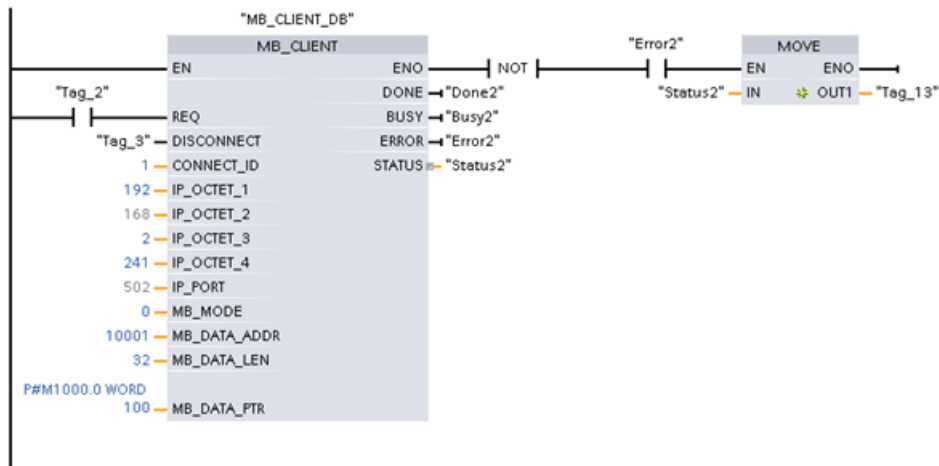 "MB_CLIENT_DB"
MB_CLIENT
"Error2"
MOVE
EN ENO NOT EN ENO
"Tag_2" DONE "Done2" "Status2" IN OUT1 "Tag_13"
REQ BUSY "Busy2"
"Tag_3" DISCONNECT ERROR "Error2"
1 CONNECT_ID STATUS "Status2"
192 IP_OCTET_1
168 IP_OCTET_2
2 IP_OCTET_3
241 IP_OCTET_4
502 IP_PORT
0 MB_MODE
10001 MB_DATA_ADDR
32 MB_DATA_LEN
P#M1000.0 WORD
100 MB_DATA_PTR